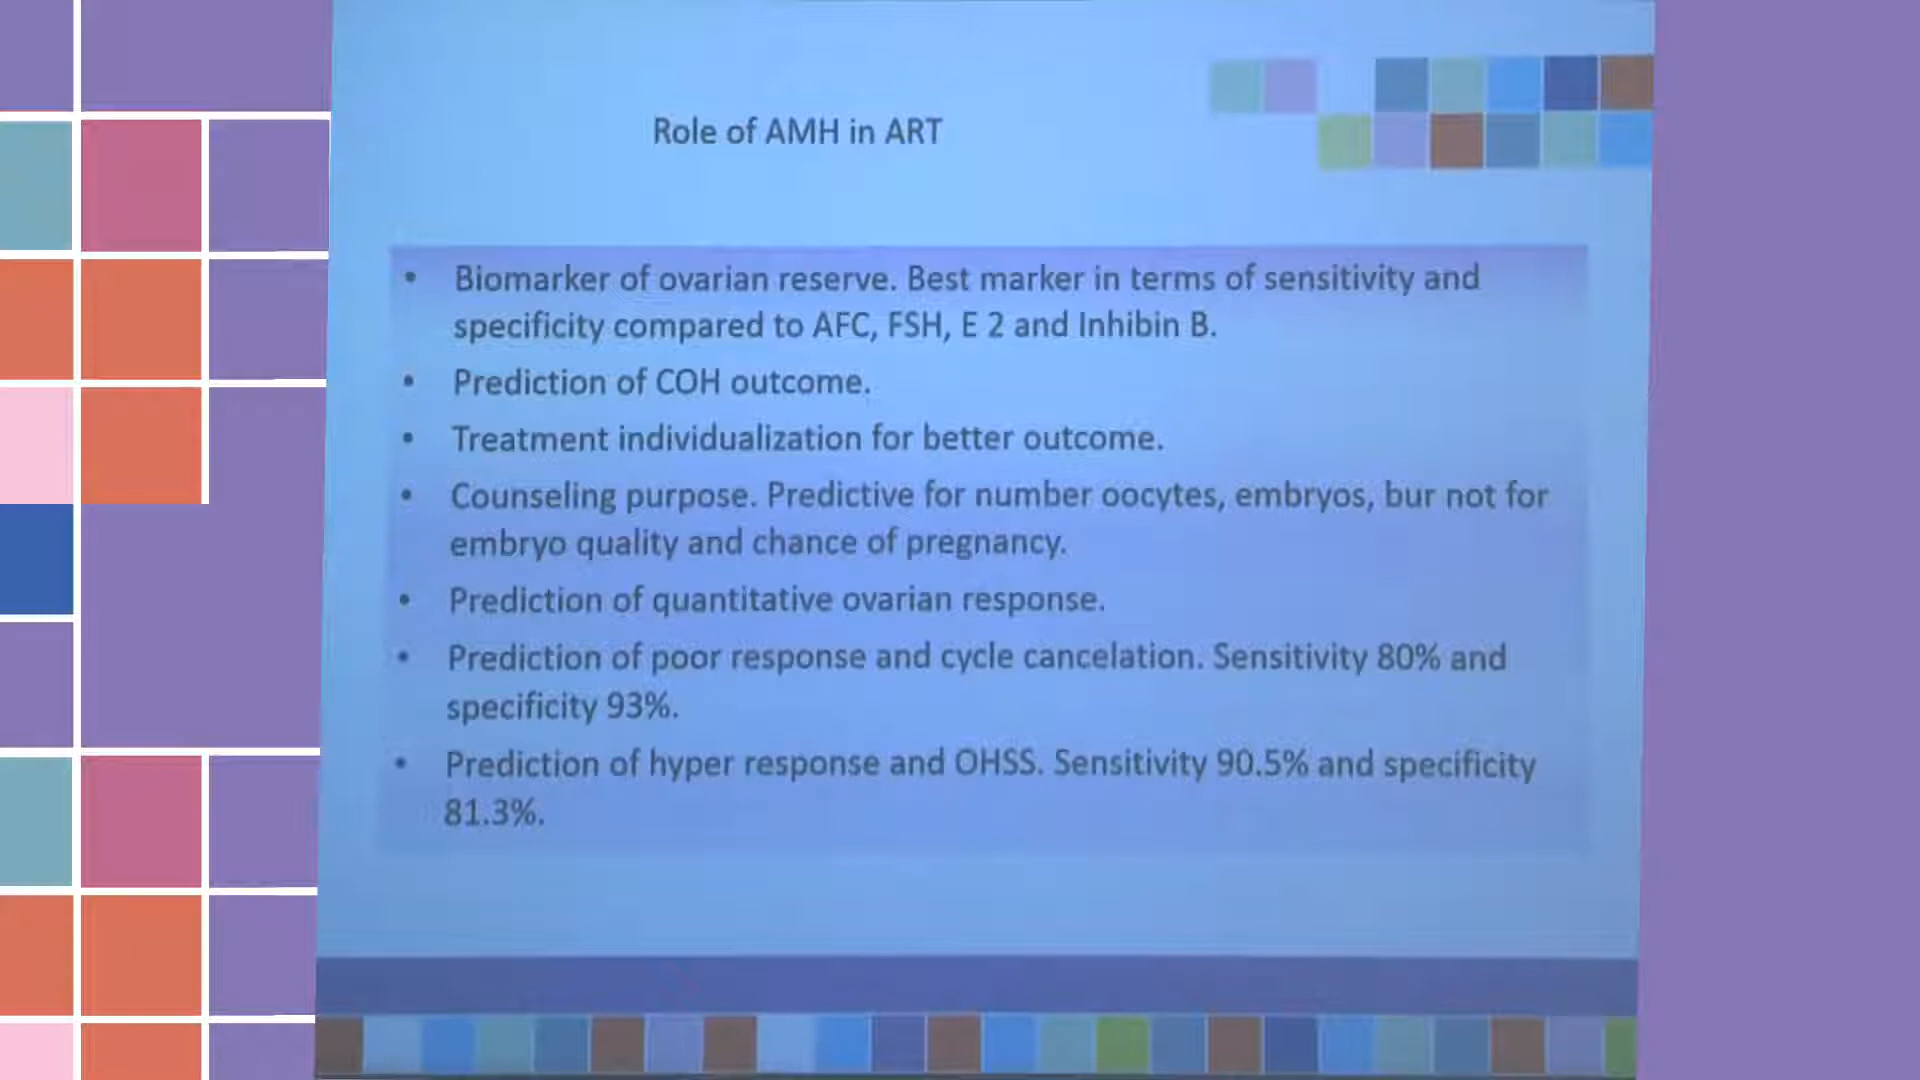 Role of AMH in ART
• Biomarker of ovarian reserve. Best marker in terms of sensitivity and
specificity compared to AFC, FSH, E 2 and Inhibin B.
• Prediction of COH outcome.
• Treatment individualization for better outcome.
• Counseling purpose. Predictive for number oocytes, embryos, bur not for
embryo quality and chance of pregnancy.
• Prediction of quantitative ovarian response.
• Prediction of poor response and cycle cancelation. Sensitivity 80% and
specificity 93%.
• Prediction of hyper response and OHSS. Sensitivity 90.5% and specificity
81.3%.